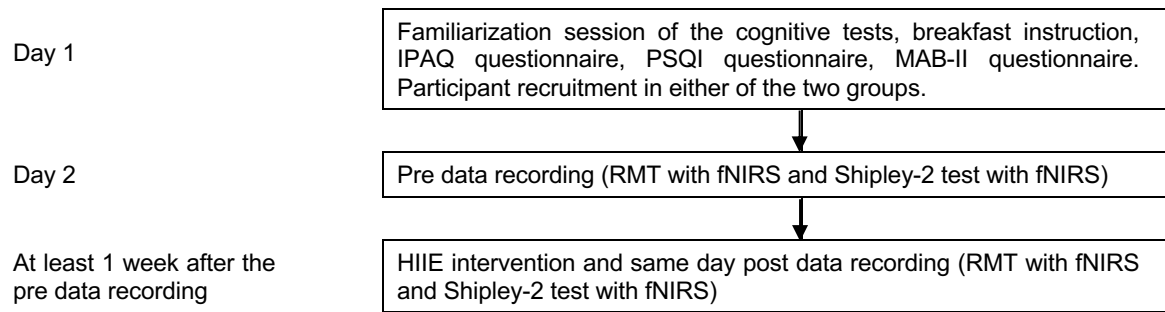 Day 1
Familiarization session of the cognitive tests, breakfast instruction,
IPAQ questionnaire, PSQI questionnaire, MAB-II questionnaire.
Participant recruitment in either of the two groups.
Day 2
Pre data recording (RMT with fNIRS and Shipley-2 test with fNIRS)
At least 1 week after the
pre data recording
HIIE intervention and same day post data recording (RMT with fNIRS
and Shipley-2 test with fNIRS)